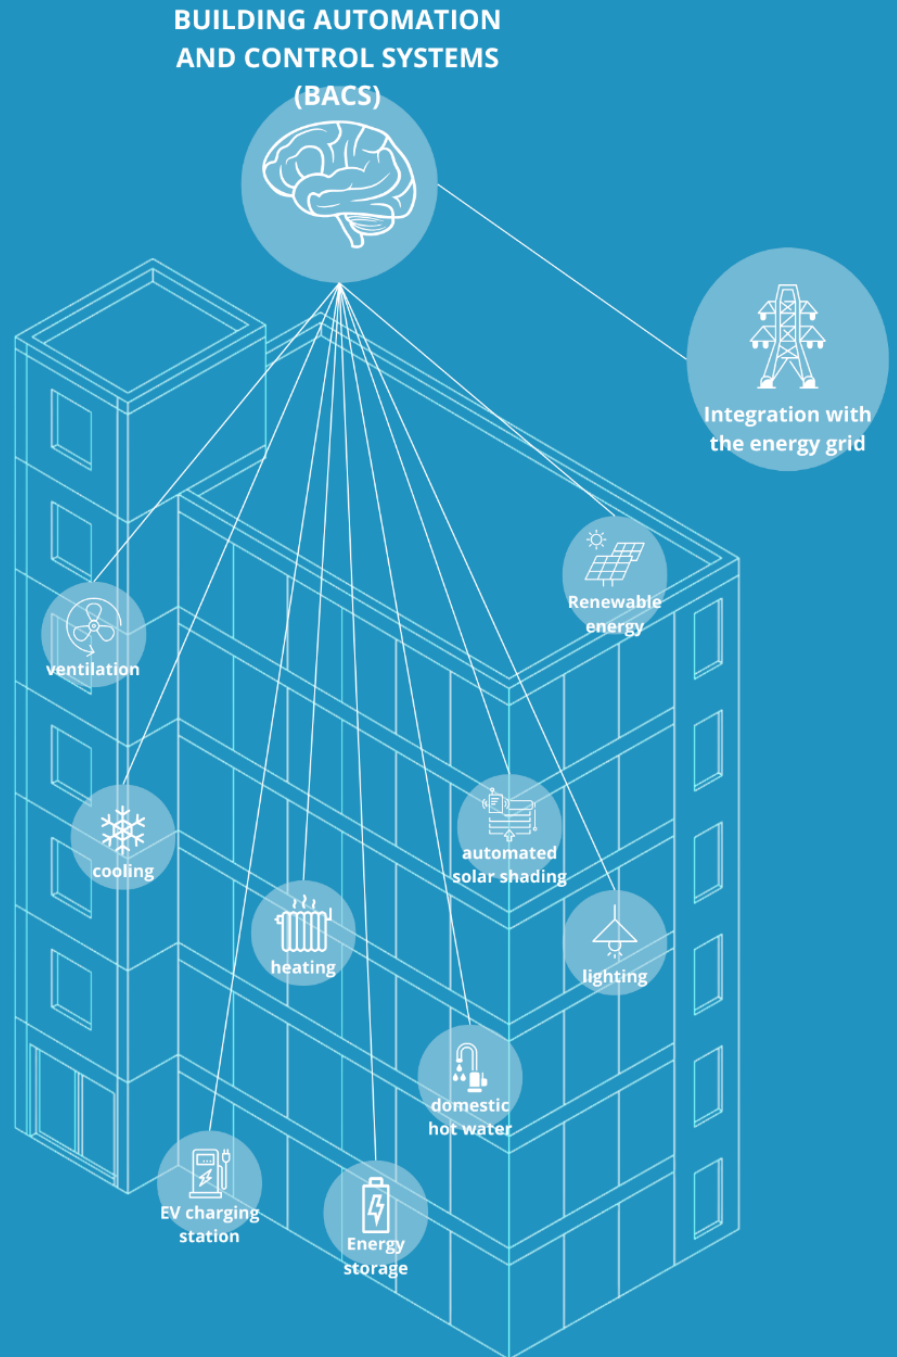 BUILDING AUTOMATION
AND CONTROL SYSTEMS
(BACS)
Integration with
the energy grid
Renewable
energy
ventilation
cooling
automated
solar shading
heating
lighting
domestic
hot water
EV charging
station
Energy
storage